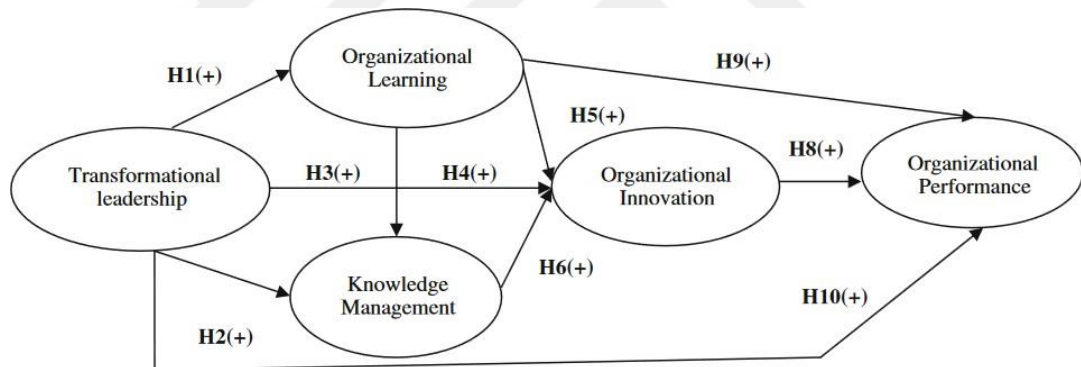 Organizational
Learning
H9(+)
H1(+)
H5(+)
H8(+)
Transformational
leadership
H3(+)
H4(+)
Organizational
Innovation
Organizational
Performance
H6(+)
Knowledge
Management
H10(+)
H2(+)